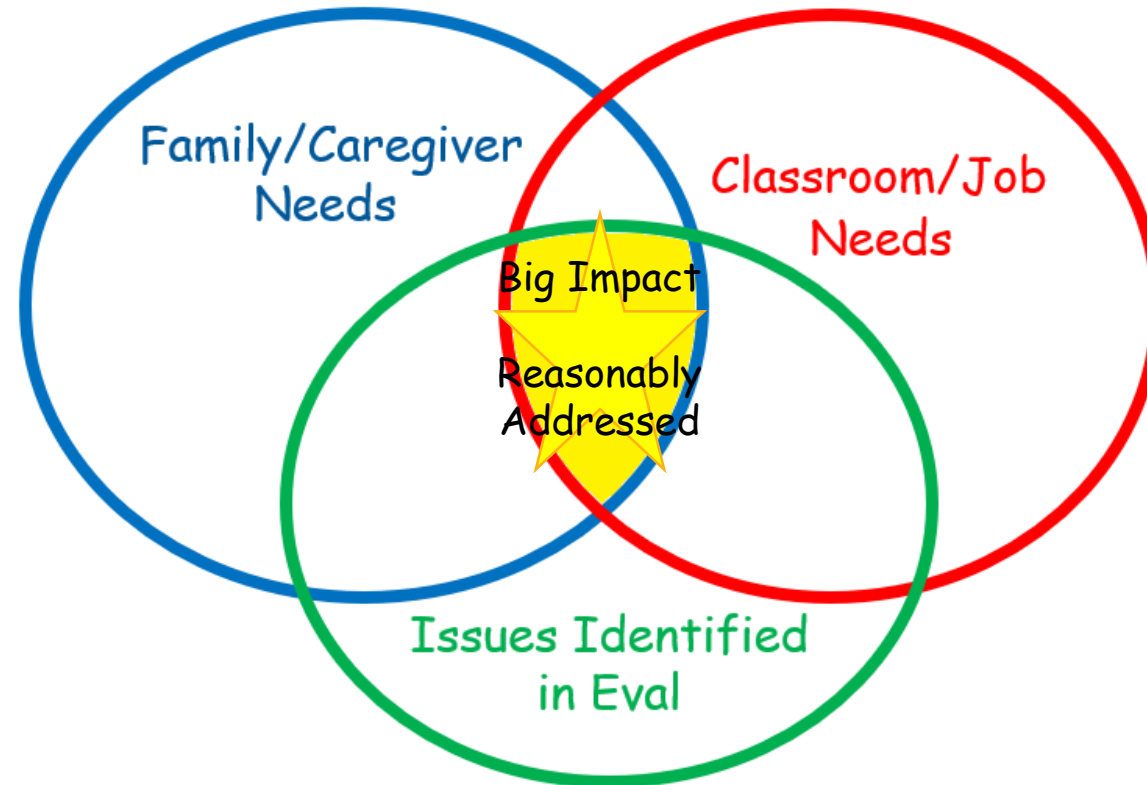 Family/Caregiver
Needs
Classroom/Job
Needs
Big Impact
Reasonably
Addressed
Issues Identified
in Eval